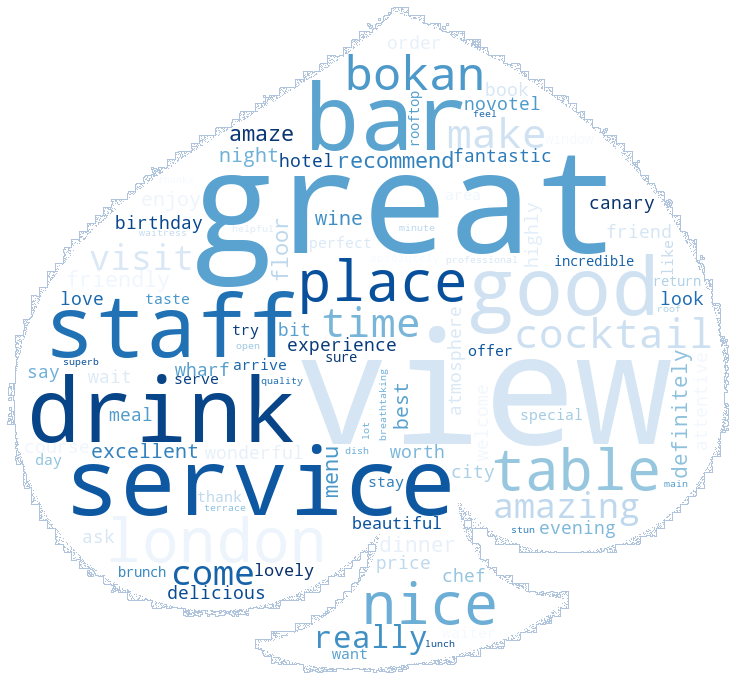 order
bokan
book
bar
rooftop
novotel
feel
amaze
make
window
night
hotel
recommend
fantastic
great
enjoy
area
canary
birthday
wine
floor
highly
friend
waitress
helpful
perfect
minute
visit
professional
incredible
like
friendly
place
good
return
love
taste
look
roof
staff
time
cocktail
try
bit
open
experience
atmosphere
superb
sure
offer
view
say
wait
wharf
arrive
serve
quality
drink
breathtaking
best
welcome
definitely
attentive
meal
special
lot
course
excellent
wonderful
dish
worth
day
service
menu
city
table
stay
main
thank
terrace
amazing
london
beautiful
stun
evening
ask
dinner
brunch
come
lovely
price
chef
delicious
nice
really
lunch
want